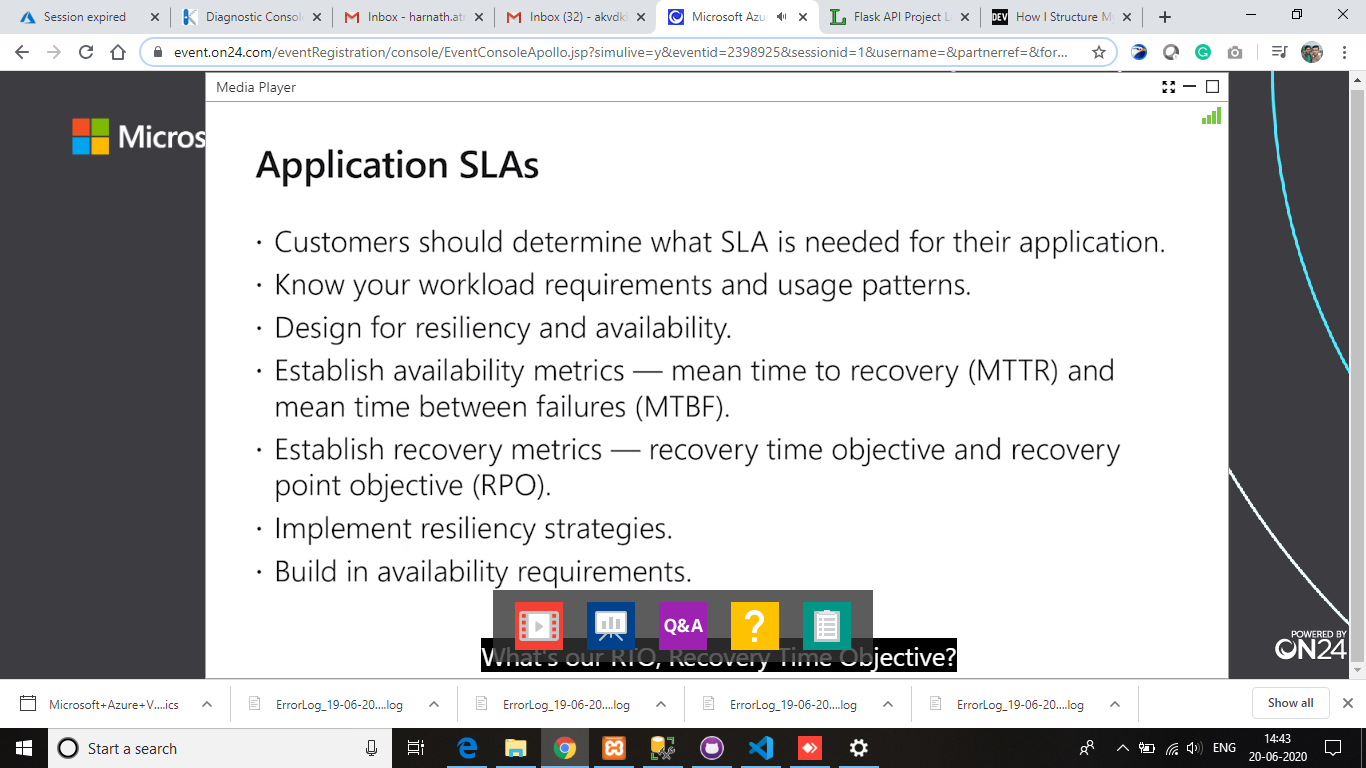 Session expired
Diagnostic Consol
Inbox - harnath.atr
Inbox (32) - akvdk
Microsoft Azu
Flask API Project L
DEV
How I Structure M
event.on24.com/eventRegistration/console/EventConsoleApollo.jsp?simulive=y&eventid=2398925&sessionid=1&username=&partnerref=&for...
Media Player
Micros
Application SLAs
· Customers should determine what SLA is needed for their application.
· Know your workload requirements and usage patterns.
· Design for resiliency and availability.
· Establish availability metrics — mean time to recovery (MTTR) and
mean time between failures (MTBF).
· Establish recovery metrics — recovery time objective and recovery
point objective (RPO).
· Implement resiliency strategies.
· Build in availability requirements.
Q&A
?
What's our RTO, Recovery Time Objective?
POWERED BY
ON24
Microsoft+Azure+V....ics
ErrorLog_19-06-20....log
ErrorLog_19-06-20....log
ErrorLog_19-06-20....log
ErrorLog_19-06-20....log
Show all
Start a search
ENG
14:43
20-06-2020